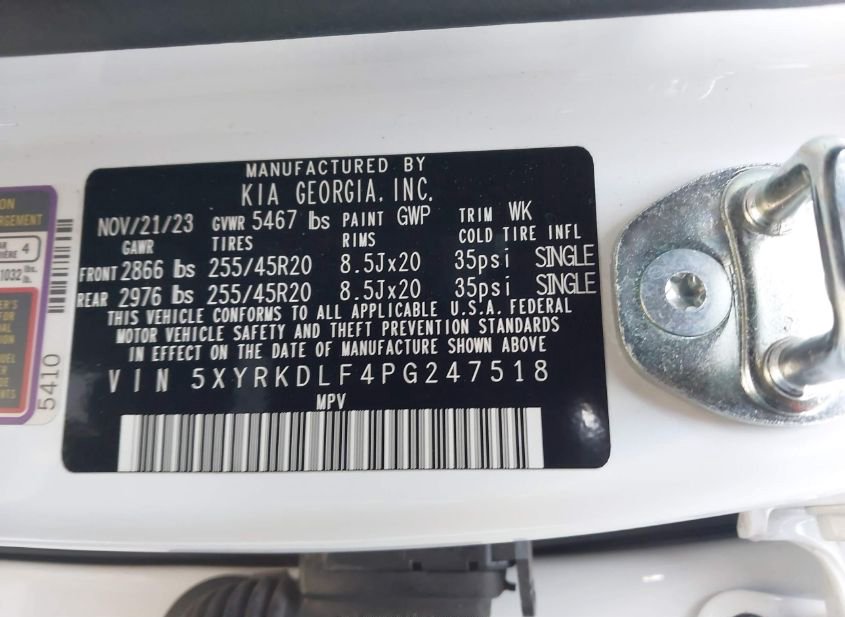 MANUFACTURED BY
KIA GEORGIA, INC.
NOV/21/23 GVWR 5467 lbs PAINT GWP TRIM WK
GAWR TIRES RIMS COLD TIRE INFL
FRONT 2866 lbs 255/45R20 8.5Jx20 35psi SINGLE
REAR 2976 lbs 255/45R20 8.5Jx20 35psi SINGLE
THIS VEHICLE CONFORMS TO ALL APPLICABLE U.S.A. FEDERAL
MOTOR VEHICLE SAFETY AND THEFT PREVENTION STANDARDS
IN EFFECT ON THE DATE OF MANUFACTURE SHOWN ABOVE
VIN 5XYRKDLF4PG247518
MPV
4
1032 lbs.
5410